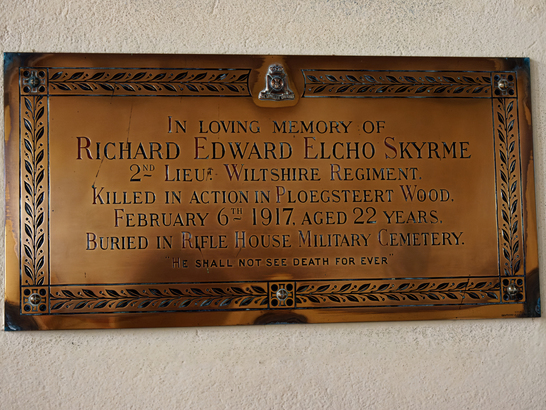 In loving memory of
Richard Edward Elcho Skyrme
2nd Lieut. Wiltshire Regiment.
Killed in action in Ploegsteert Wood,
February 6th 1917, aged 22 years.
Buried in Rifle House Military Cemetery.
"He shall not see death for ever"